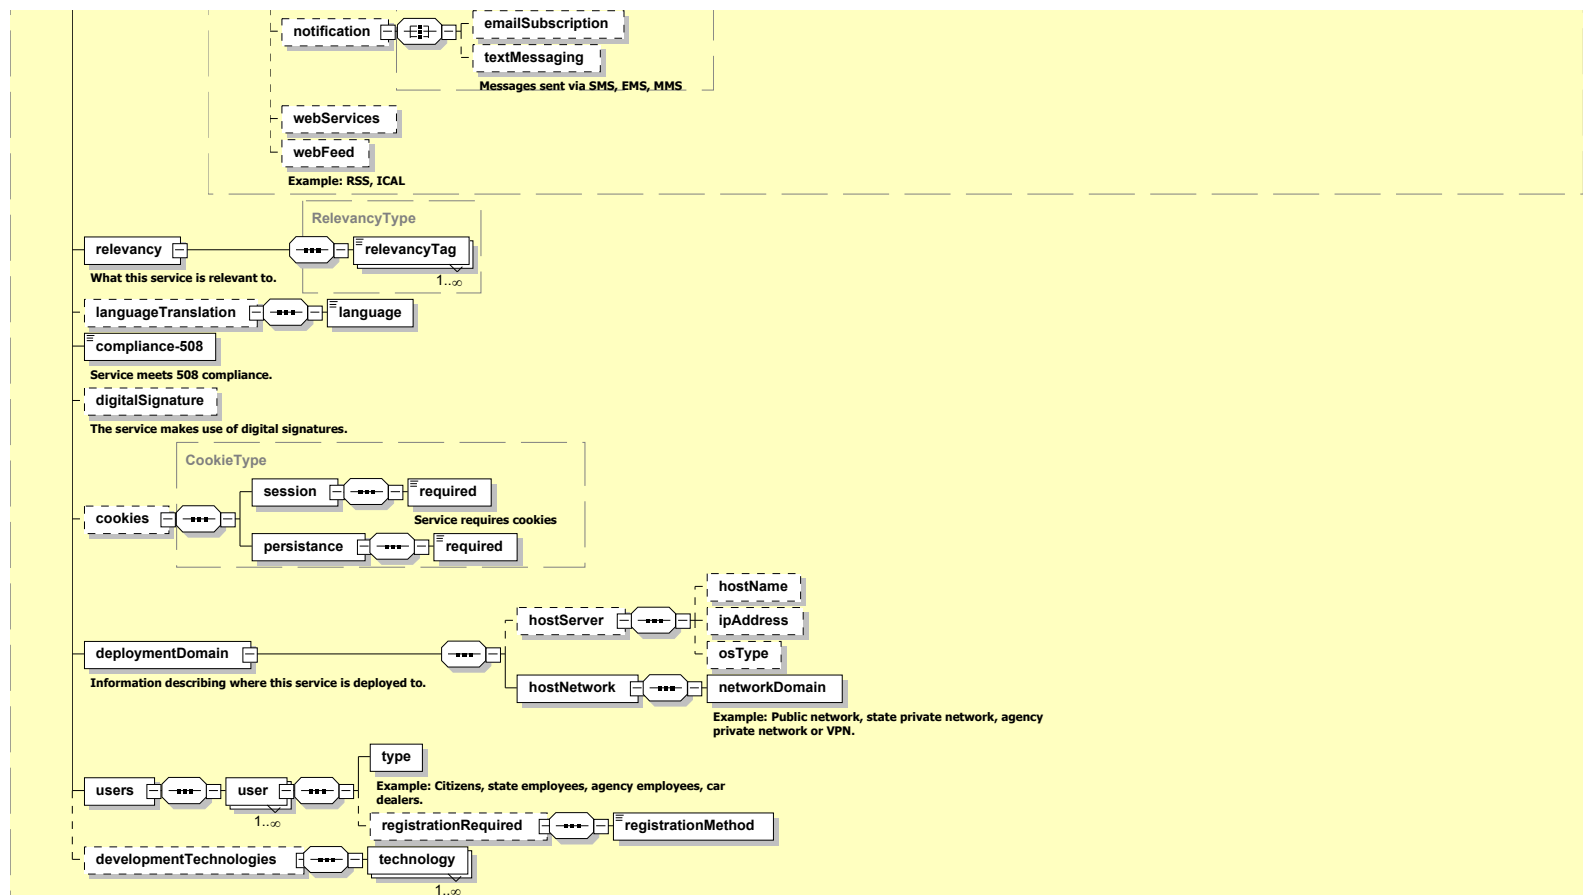 emailSubscription
notification
textMessaging
Messages sent via SMS, EMS, MMS
webServices
webFeed
Example: RSS, ICAL
RelevancyType
relevancy
relevancyTag
What this service is relevant to.
1..∞
languageTranslation
language
compliance-508
Service meets 508 compliance.
digitalSignature
The service makes use of digital signatures.
CookieType
session
required
Service requires cookies
cookies
persistance
required
hostName
hostServer
ipAddress
osType
deploymentDomain
Information describing where this service is deployed to.
hostNetwork
networkDomain
Example: Public network, state private network, agency
private network or VPN.
type
Example: Citizens, state employees, agency employees, car
dealers.
users
user
1..∞
registrationRequired
registrationMethod
developmentTechnologies
technology
1..∞